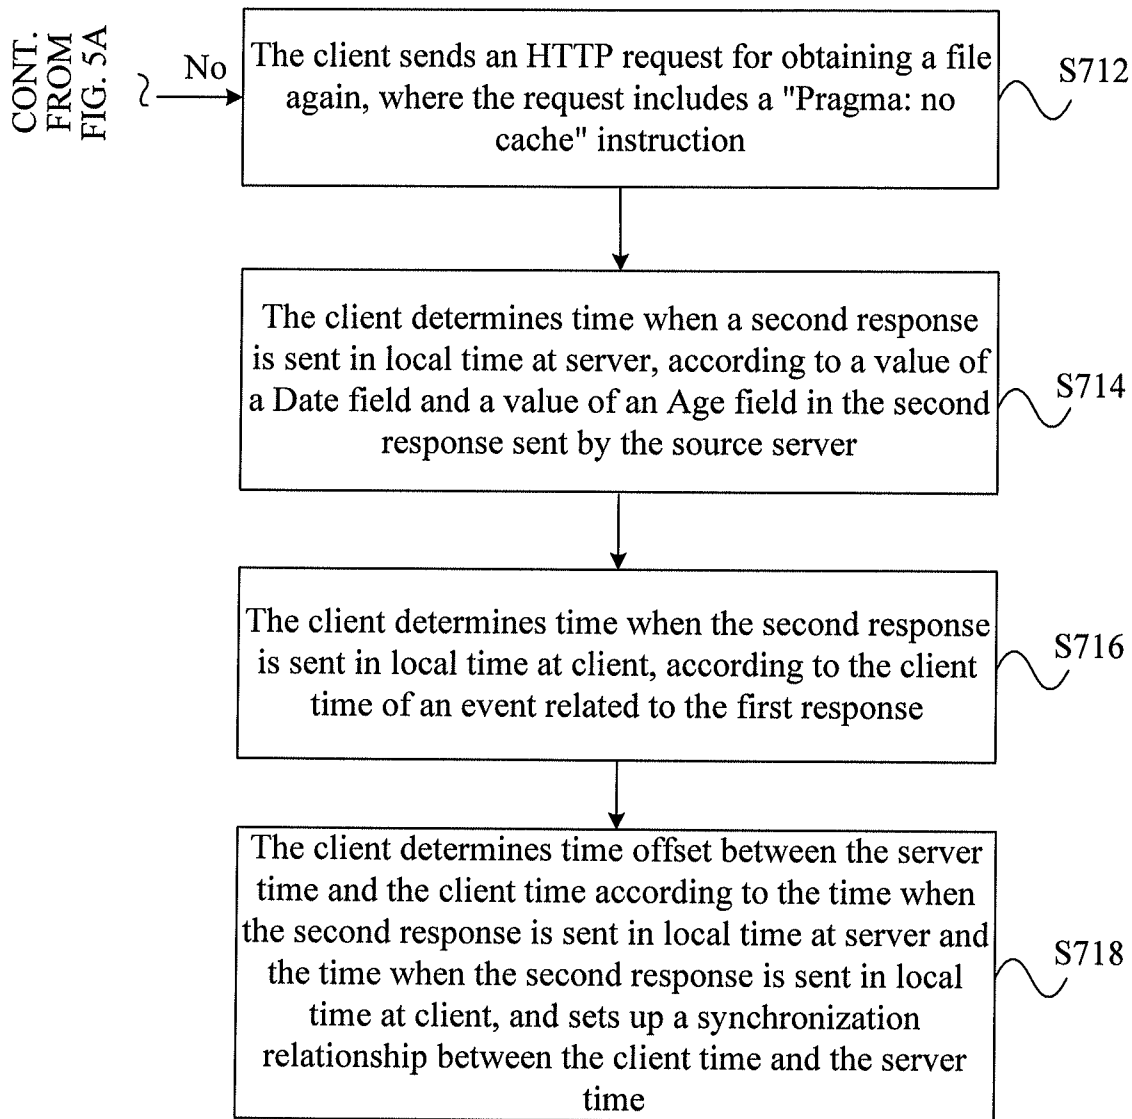 CONT.
FROM
FIG. 5A
No
The client sends an HTTP request for obtaining a file
again, where the request includes a "Pragma: no
cache" instruction
S712
The client determines time when a second response
is sent in local time at server, according to a value of
a Date field and a value of an Age field in the second
response sent by the source server
S714
The client determines time when the second response
is sent in local time at client, according to the client
time of an event related to the first response
S716
The client determines time offset between the server
time and the client time according to the time when
the second response is sent in local time at server and
the time when the second response is sent in local
time at client, and sets up a synchronization
relationship between the client time and the server
time
S718